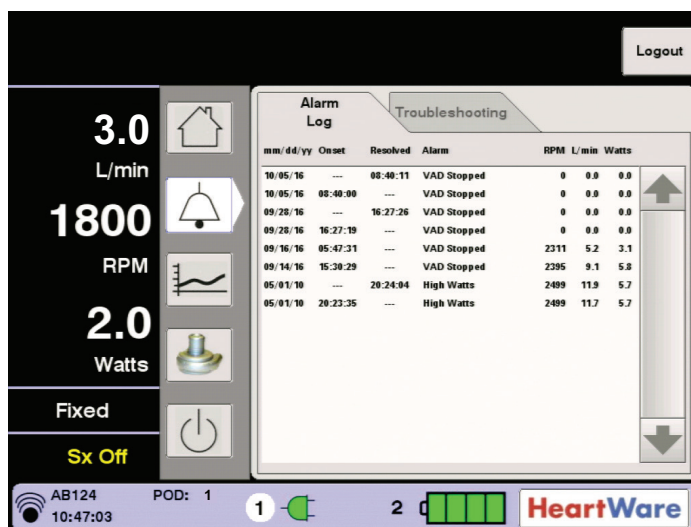 Logout
3.0
L/min
1800
RPM
2.0
Watts
Fixed
Sx Off
Alarm
Log
Troubleshooting
mm/dd/yy Onset Resolved Alarm RPM L/min Watts
10/05/16 --- 08:40:11 VAD Stopped 0 0.0 0.0
10/05/16 08:40:00 --- VAD Stopped 0 0.0 0.0
09/28/16 --- 16:27:26 VAD Stopped 0 0.0 0.0
09/28/16 16:27:19 --- VAD Stopped 0 0.0 0.0
09/16/16 05:47:31 --- VAD Stopped 2311 5.2 3.1
09/14/16 15:30:29 --- VAD Stopped 2395 9.1 5.8
05/01/10 --- 20:24:04 High Watts 2499 11.9 5.7
05/01/10 20:23:35 --- High Watts 2499 11.7 5.7
AB124 POD: 1
10:47:03
1
2
HeartWare